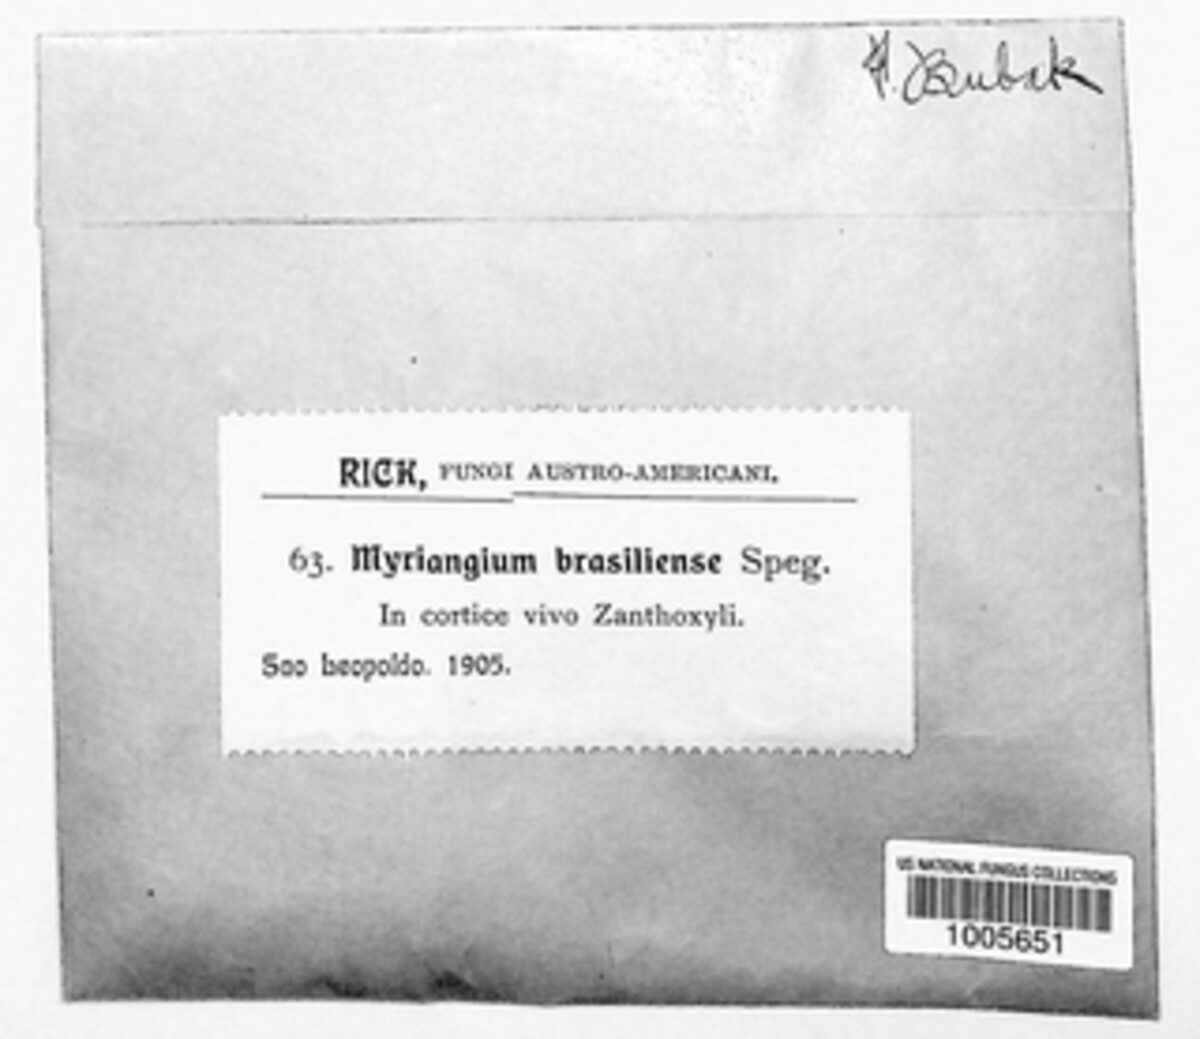 RICK, FUNGI AUSTRO-AMERICANI.
63. Myriangium brasiliense Speg.
In cortice vivo Zanthoxyli.
Sao Leopoldo. 1905.
US NATIONAL FUNGUS COLLECTIONS
1005651